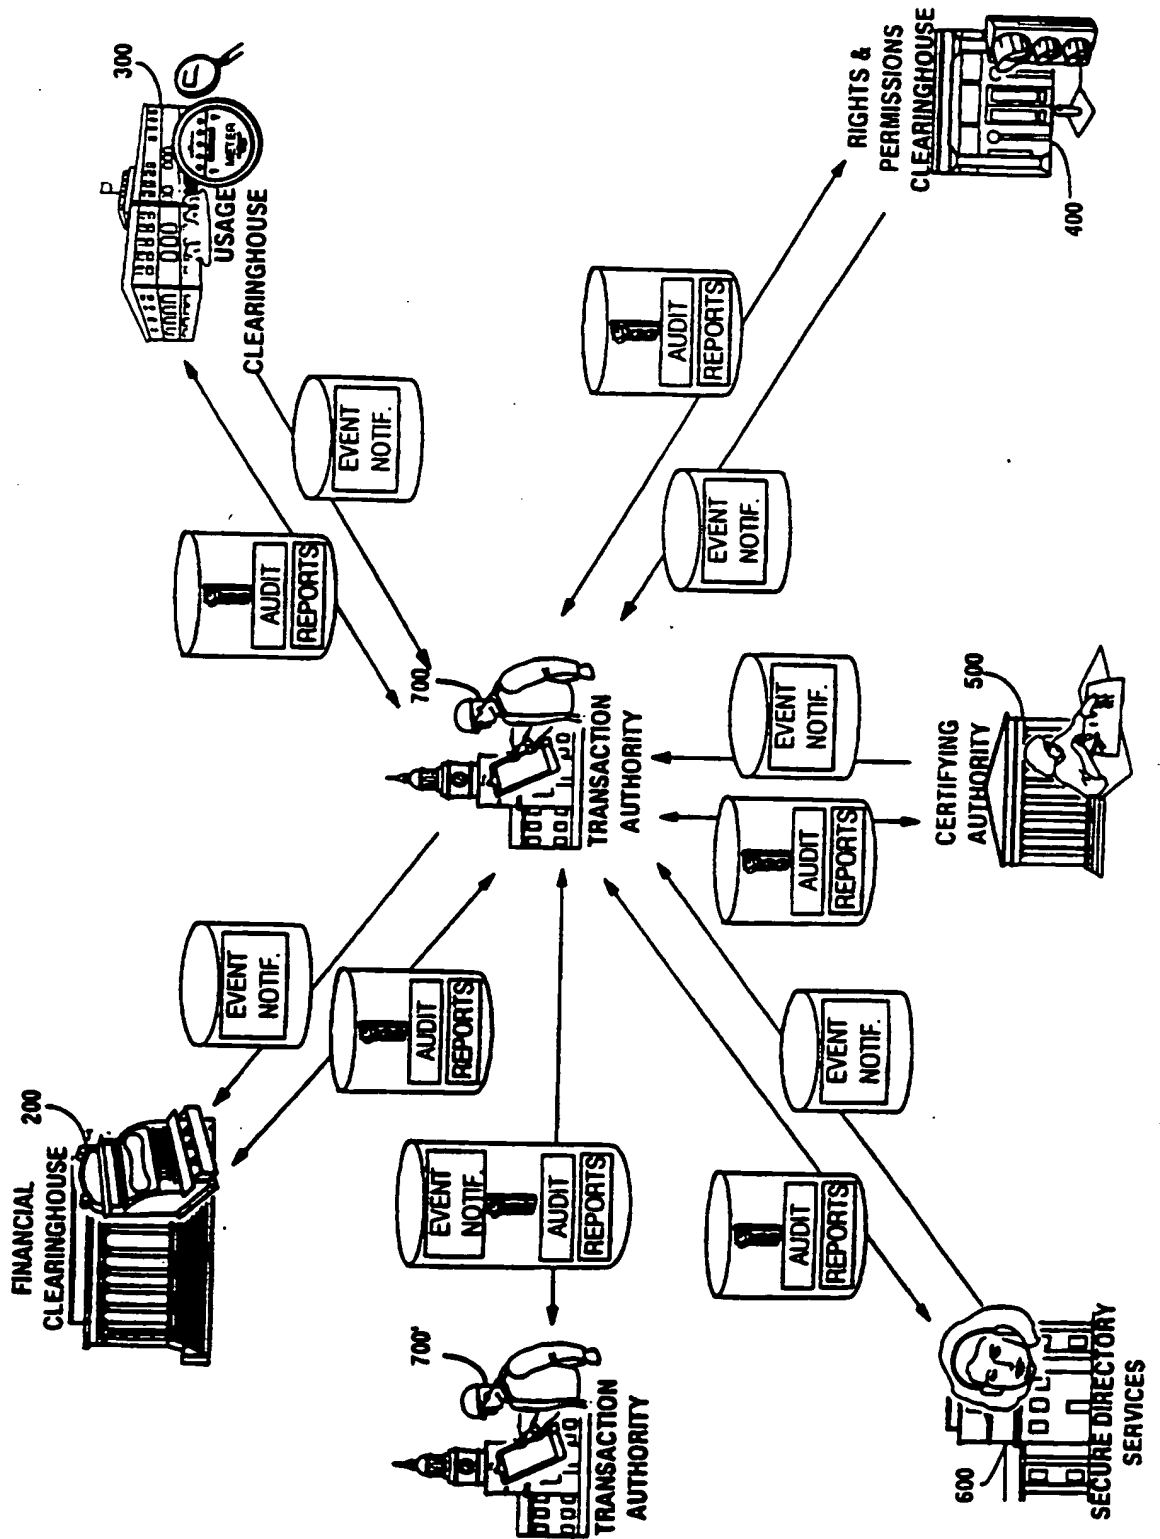 FINANCIAL
CLEARINGHOUSE
200
EVENT
NOTIF.
AUDIT
REPORTS
AUDIT
REPORTS
EVENT
NOTIF.
USAGE
CLEARINGHOUSE
300
METER
700'
TRANSACTION
AUTHORITY
EVENT
NOTIF.
AUDIT
REPORTS
700
TRANSACTION
AUTHORITY
AUDIT
REPORTS
EVENT
NOTIF.
RIGHTS &
PERMISSIONS
CLEARINGHOUSE
400
600
SECURE DIRECTORY
SERVICES
AUDIT
REPORTS
EVENT
NOTIF.
AUDIT
REPORTS
EVENT
NOTIF.
CERTIFYING
AUTHORITY
500